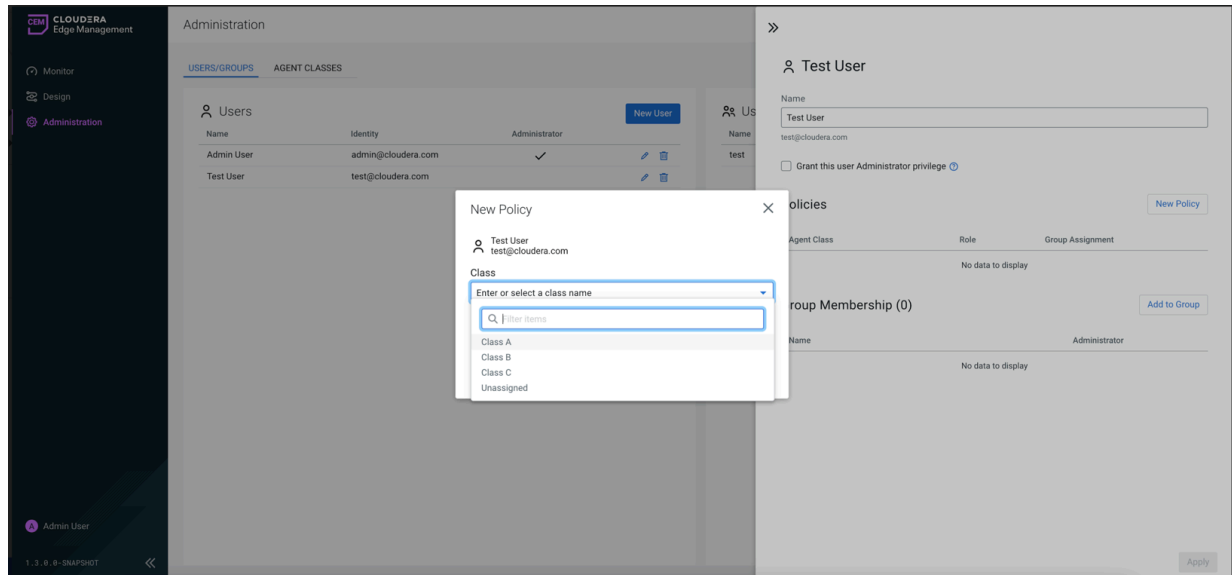 CEM
CLOUDERA
Edge Management
Monitor
Design
Administration
Admin User
A
1.3.0.0-SNAPSHOT
Administration
USERS/GROUPS AGENT CLASSES
Users
New User
Name Identity Administrator
Admin User admin@cloudera.com
Test User test@cloudera.com
Us
Name
test
New Policy
Test User
test@cloudera.com
Class
Enter or select a class name
Filter items
Class A
Class B
Class C
Unassigned
Test User
Name
Test User
test@cloudera.com
Grant this user Administrator privilege ?
olicies
New Policy
Agent Class Role Group Assignment
No data to display
roup Membership (0)
Add to Group
Name Administrator
No data to display
Apply